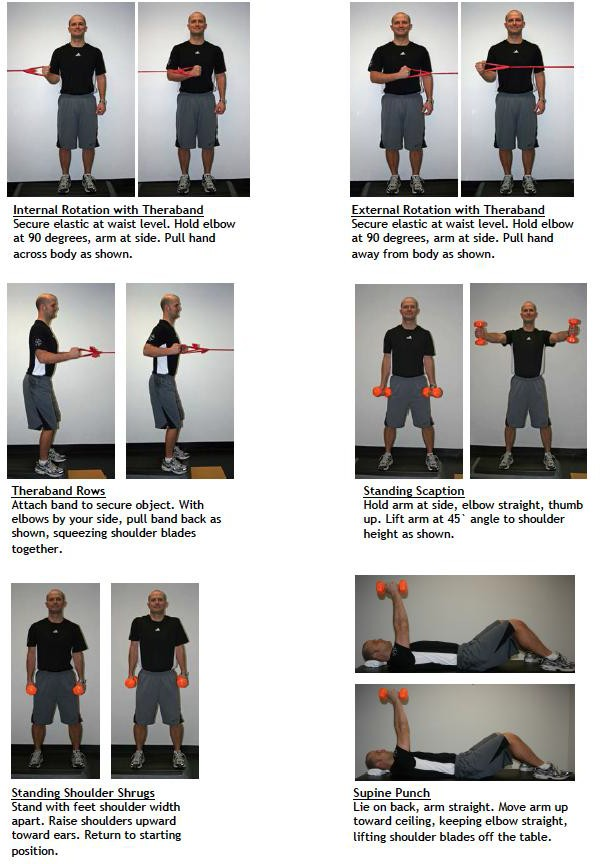 Internal Rotation with Theraband
Secure elastic at waist level. Hold elbow
at 90 degrees, arm at side. Pull hand
across body as shown.
External Rotation with Theraband
Secure elastic at waist level. Hold elbow
at 90 degrees, arm at side. Pull hand
away from body as shown.
Theraband Rows
Attach band to secure object. With
elbows by your side, pull band back as
shown, squeezing shoulder blades
together.
Standing Scaption
Hold arm at side, elbow straight, thumb
up. Lift arm at 45` angle to shoulder
height as shown.
Standing Shoulder Shrugs
Stand with feet shoulder width
apart. Raise shoulders upward
toward ears. Return to starting
position.
Supine Punch
Lie on back, arm straight. Move arm up
toward ceiling, keeping elbow straight,
lifting shoulder blades off the table.